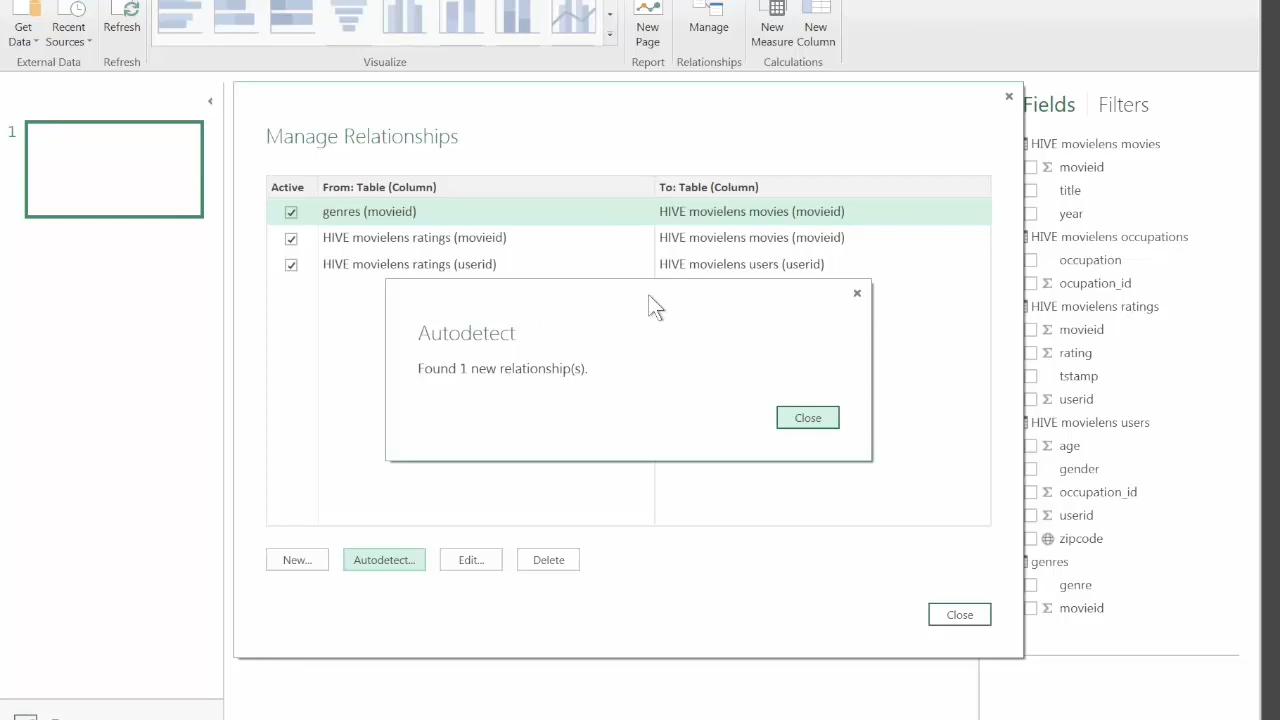 Get Data
Recent Sources
Refresh
New Page
Manage
New Measure
New Column
External Data
Refresh
Visualize
Report
Relationships
Calculations
1
Manage Relationships
Active From: Table (Column) To: Table (Column)
genres (movieid) HIVE movielens movies (movieid)
HIVE movielens ratings (movieid) HIVE movielens movies (movieid)
HIVE movielens ratings (userid) HIVE movielens users (userid)
Autodetect
Found 1 new relationship(s).
Close
New... Autodetect... Edit... Delete
Close
Fields Filters
HIVE movielens movies
Σ movieid
title
year
HIVE movielens occupations
occupation
Σ ocupation_id
HIVE movielens ratings
Σ movieid
Σ rating
tstamp
Σ userid
HIVE movielens users
Σ age
gender
Σ occupation_id
Σ userid
zipcode
genres
genre
Σ movieid